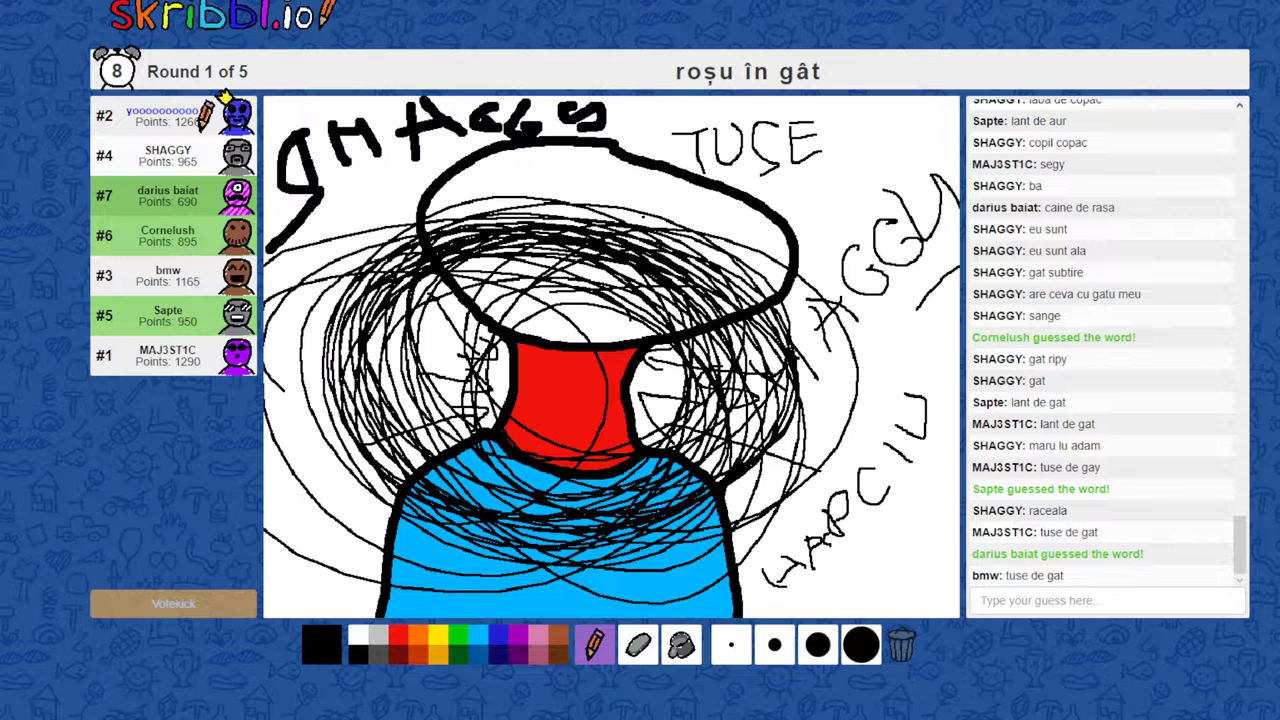 skribbl.io
8 Round 1 of 5
roșu în gât
#2 yoooooooooo
Points: 1260
#4 SHAGGY
Points: 965
#7 darius baiat
Points: 690
#6 Cornelush
Points: 895
#3 bmw
Points: 1165
#5 Sapte
Points: 950
#1 MAJ3ST1C
Points: 1290
Votekick
TUSE
HAPCIU
SHAGGY: laba de copac
Sapte: lant de aur
SHAGGY: copil copac
MAJ3ST1C: segy
SHAGGY: ba
darius baiat: caine de rasa
SHAGGY: eu sunt
SHAGGY: eu sunt ala
SHAGGY: gat subtire
SHAGGY: are ceva cu gatu meu
SHAGGY: sange
Cornelush guessed the word!
SHAGGY: gat ripy
SHAGGY: gat
Sapte: lant de gat
MAJ3ST1C: lant de gat
SHAGGY: maru lu adam
MAJ3ST1C: tuse de gay
Sapte guessed the word!
SHAGGY: raceala
MAJ3ST1C: tuse de gat
darius baiat guessed the word!
bmw: tuse de gat
Type your guess here...